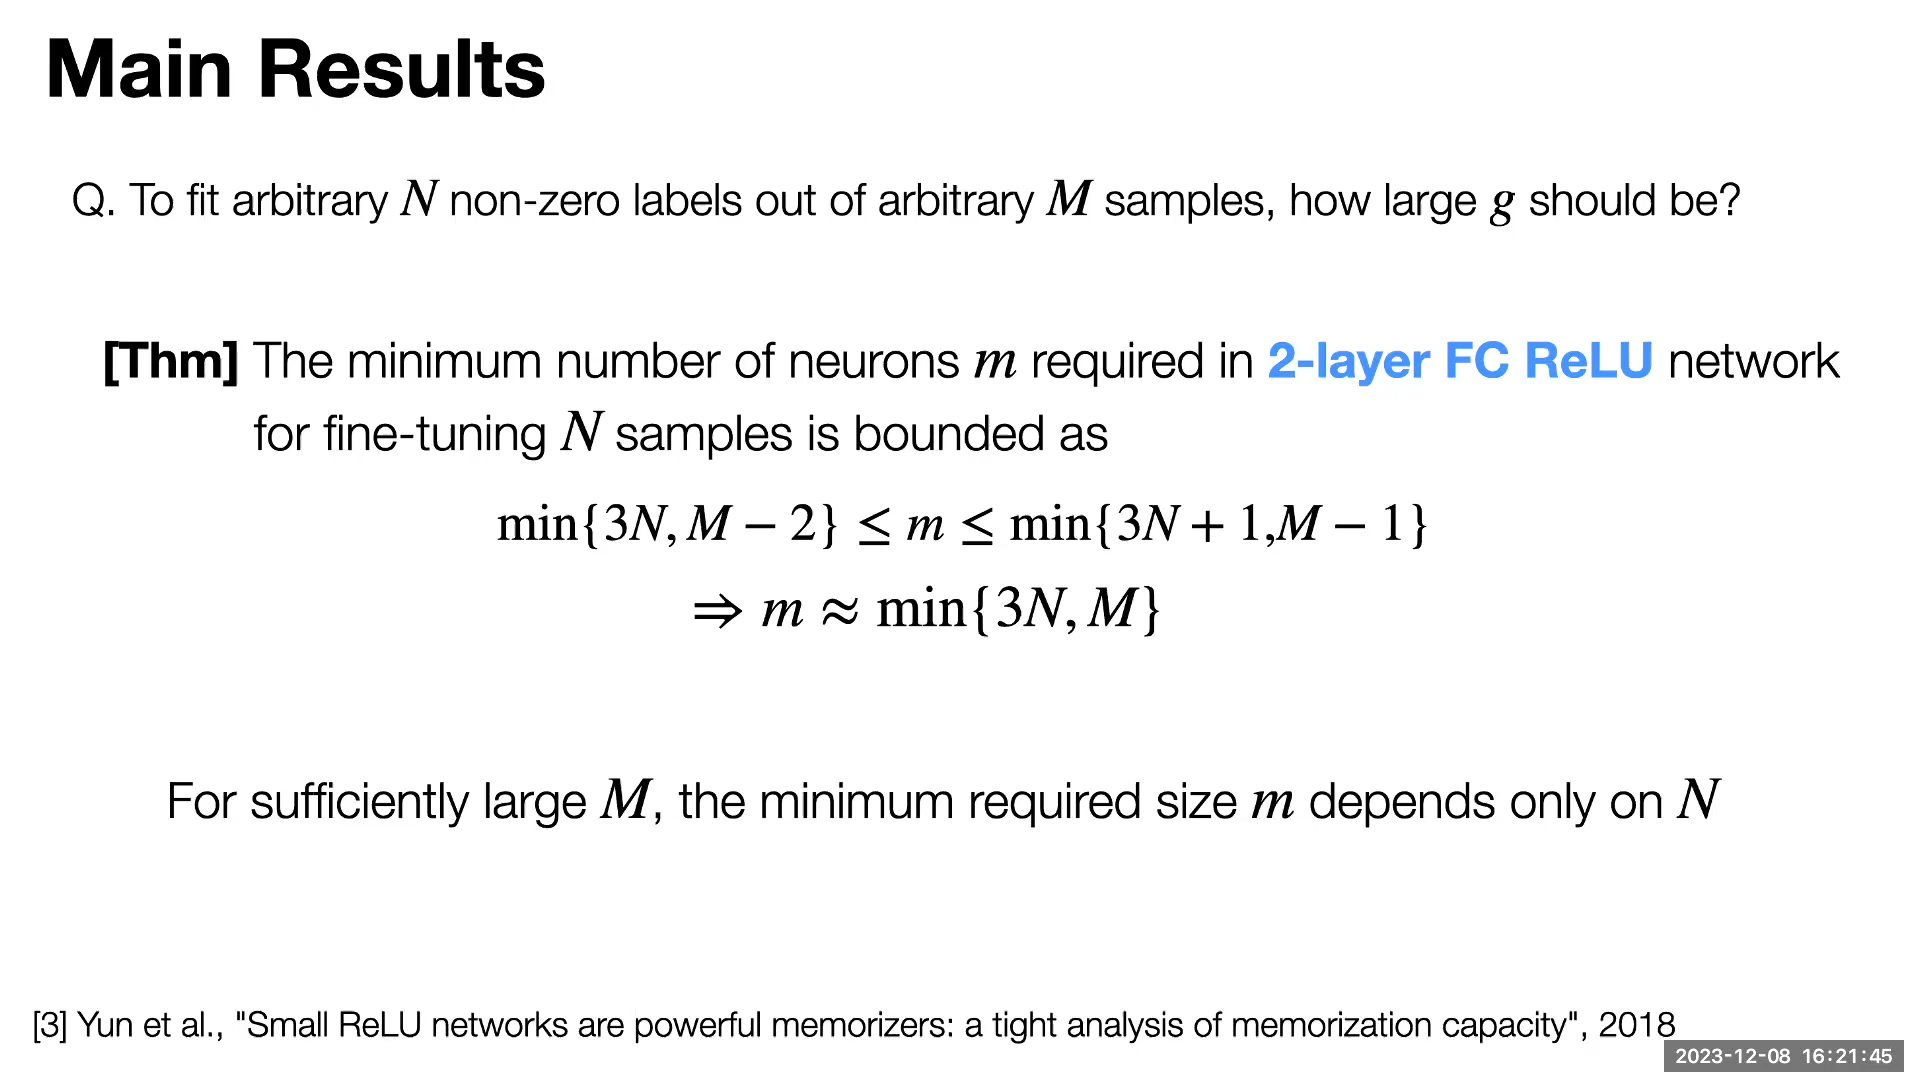 Main Results
Q. To fit arbitrary N non-zero labels out of arbitrary M samples, how large g should be?
[Thm] The minimum number of neurons m required in 2-layer FC ReLU network
for fine-tuning N samples is bounded as
min{3N, M − 2} ≤ m ≤ min{3N + 1,M − 1}
⇒ m ≈ min{3N, M}
For sufficiently large M, the minimum required size m depends only on N
[3] Yun et al., "Small ReLU networks are powerful memorizers: a tight analysis of memorization capacity", 2018
2023-12-08 16:21:45